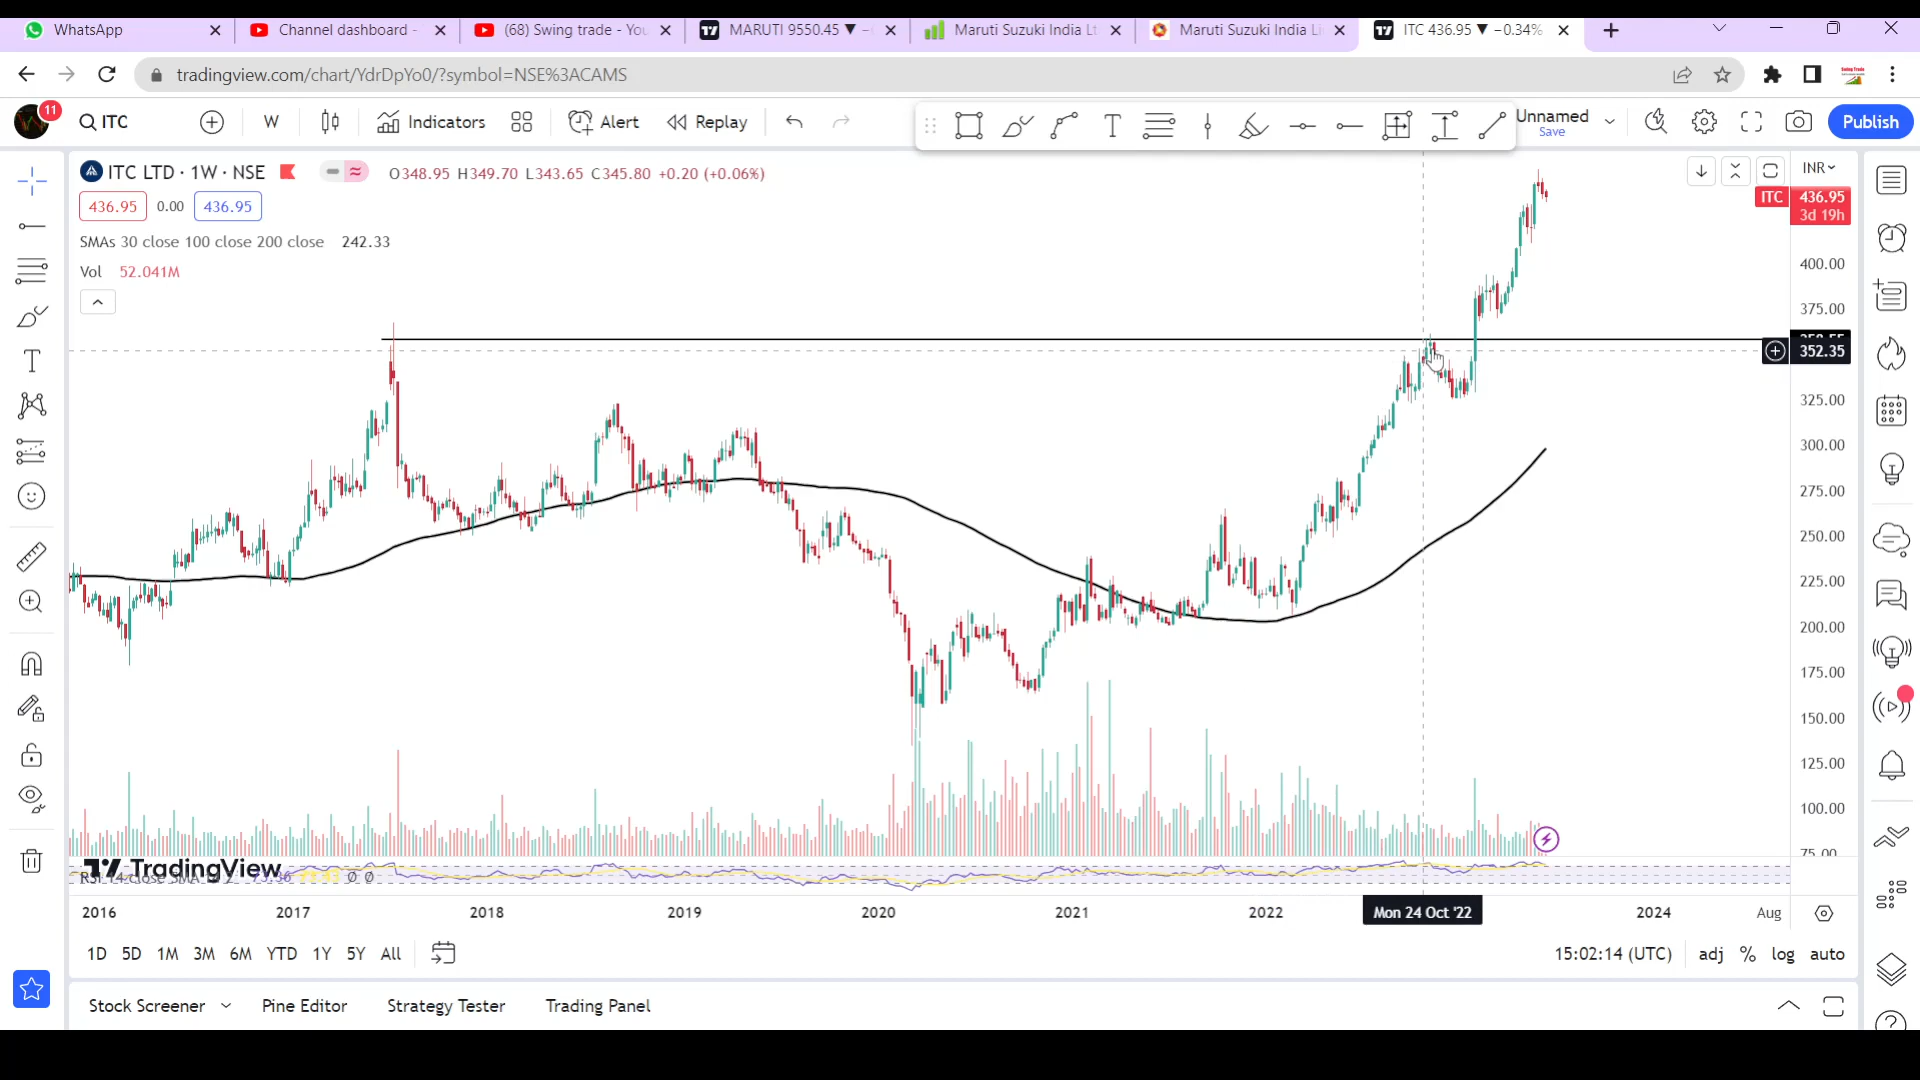 WhatsApp
Channel dashboard -
(68) Swing trade - You
MARUTI 9550.45 ▼ −
Maruti Suzuki India Lt
Maruti Suzuki India Li
ITC 436.95 ▼ −0.34%
tradingview.com/chart/YdrDpYo0/?symbol=NSE%3ACAMS
11
ITC
W
Indicators
Alert
Replay
Unnamed
Save
Publish
ITC LTD · 1W · NSE
O348.95 H349.70 L343.65 C345.80 +0.20 (+0.06%)
INR
436.95 0.00 436.95
ITC 436.95
3d 19h
SMAs 30 close 100 close 200 close 242.33
Vol 52.041M
400.00
375.00
352.35
325.00
300.00
275.00
250.00
225.00
200.00
175.00
150.00
125.00
100.00
75.00
TradingView
2016 2017 2018 2019 2020 2021 2022 Mon 24 Oct '22 2024 Aug
1D 5D 1M 3M 6M YTD 1Y 5Y All
15:02:14 (UTC) adj % log auto
Stock Screener Pine Editor Strategy Tester Trading Panel